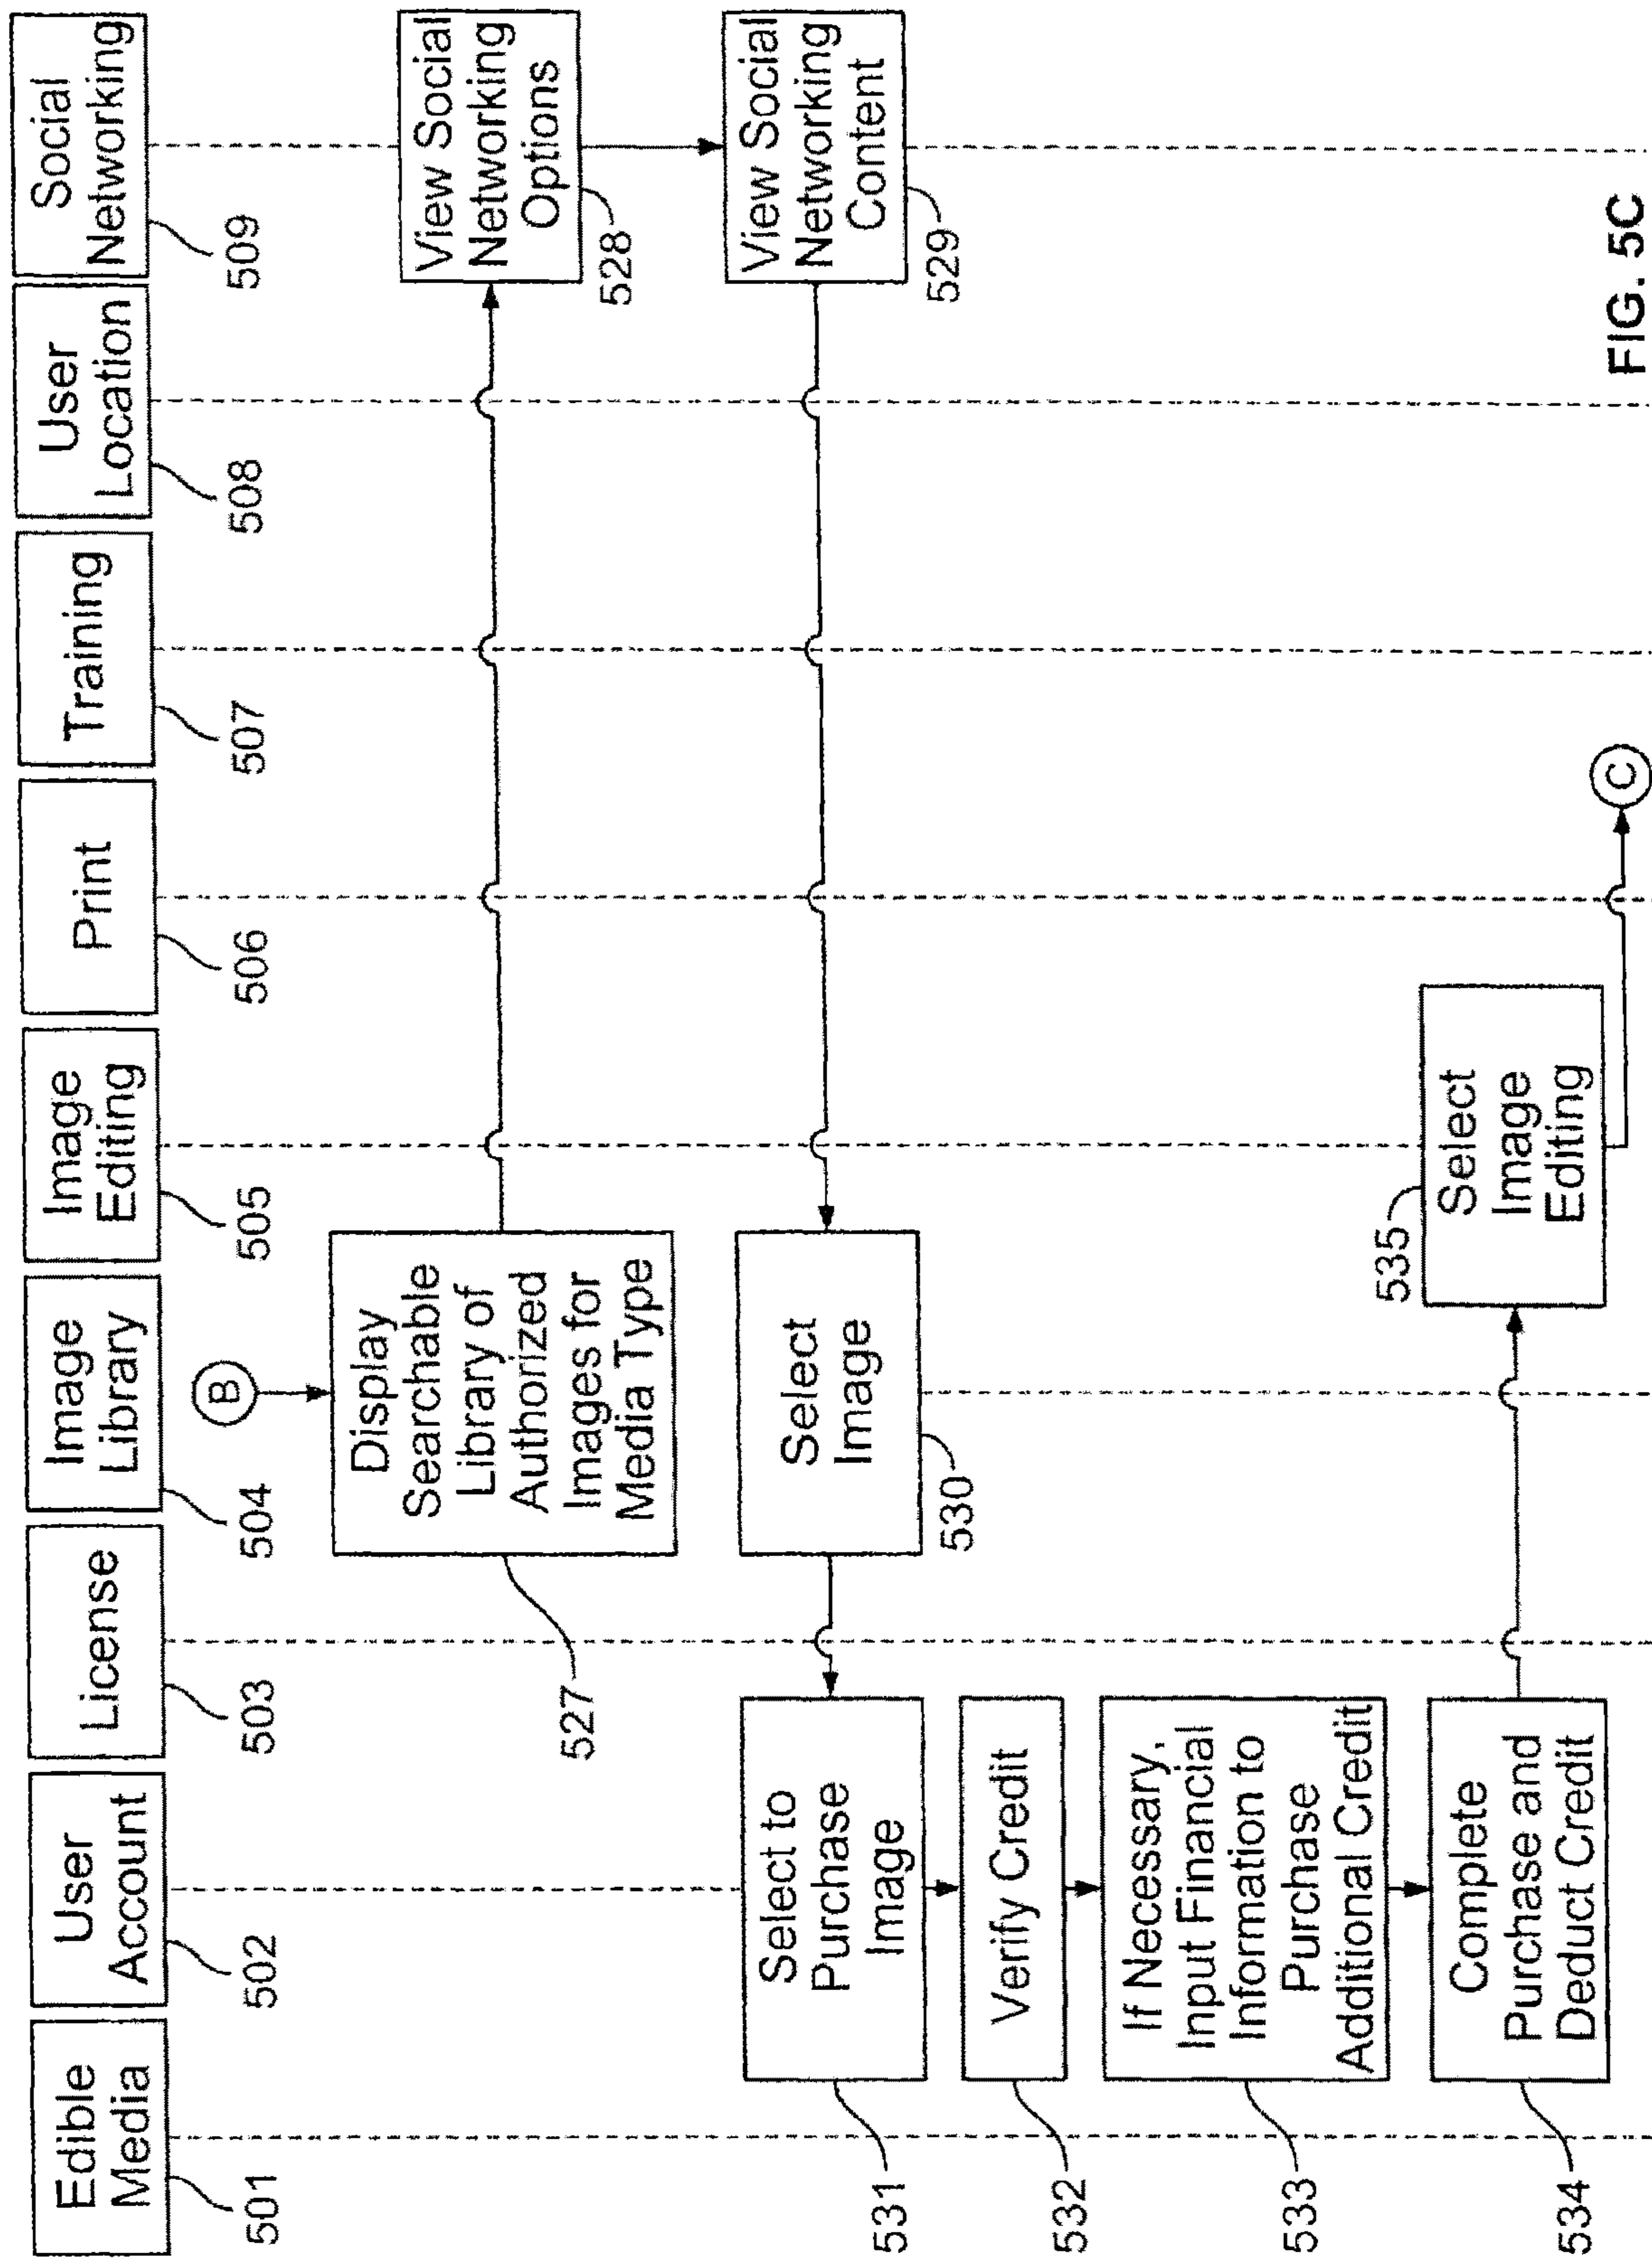 Edible
Media
501
User
Account
502
License
503
Image
Library
504
Image
Editing
505
Print
506
Training
507
User
Location
508
Social
Networking
509
B
Display
Searchable
Library of
Authorized
Images for
Media Type
527
View Social
Networking
Options
528
View Social
Networking
Content
529
Select
Image
530
Select to
Purchase
Image
531
Verify Credit
532
If Necessary,
Input Financial
Information to
Purchase
Additional Credit
533
Complete
Purchase and
Deduct Credit
534
535
Select
Image
Editing
C
FIG. 5C